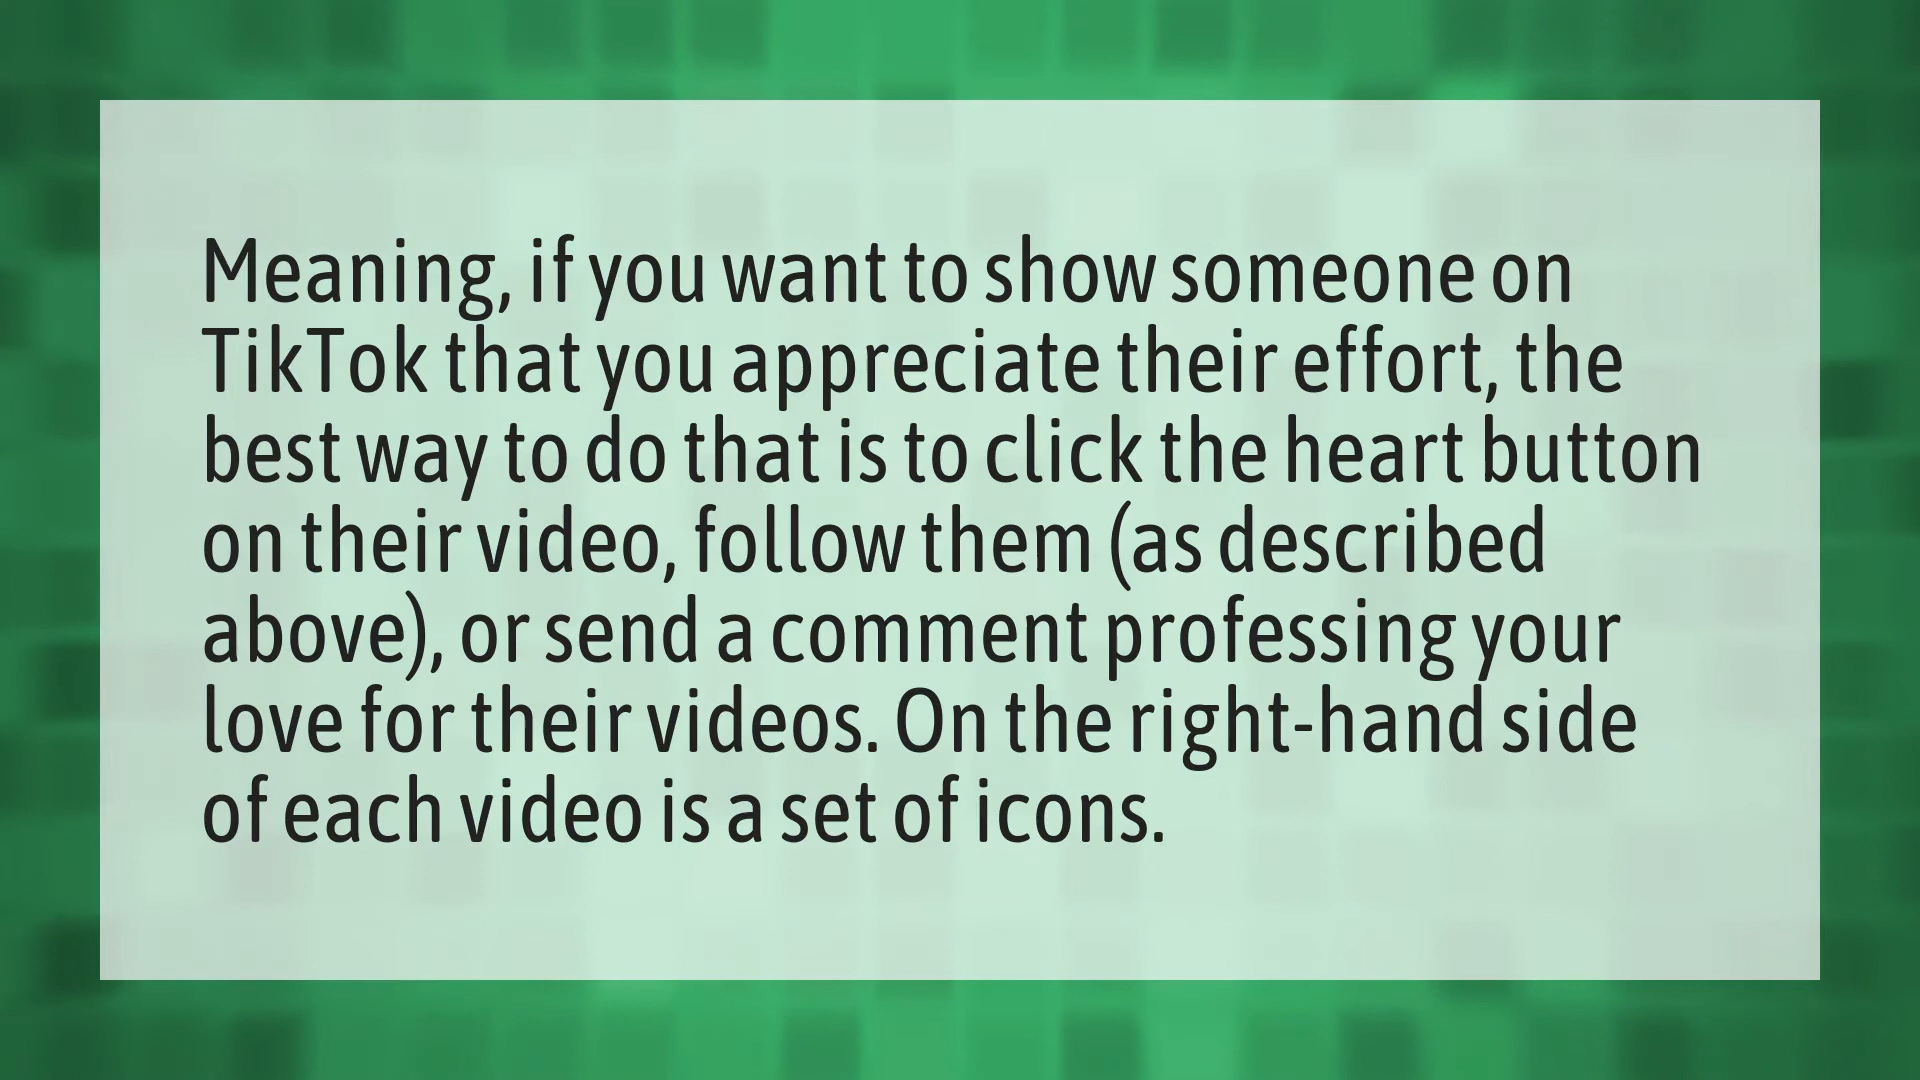 Meaning, if you want to show someone on
TikTok that you appreciate their effort, the
best way to do that is to click the heart button
on their video, follow them (as described
above), or send a comment professing your
love for their videos. On the right-hand side
of each video is a set of icons.